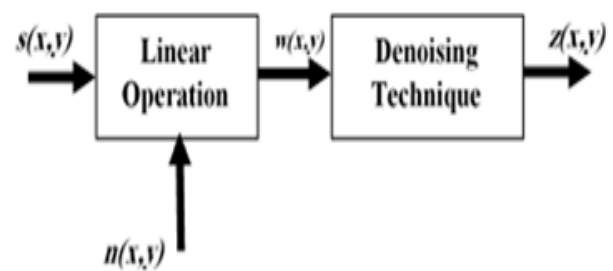 s(x,y)
Linear
Operation
w(x,y)
Denoising
Technique
z(x,y)
n(x,y)